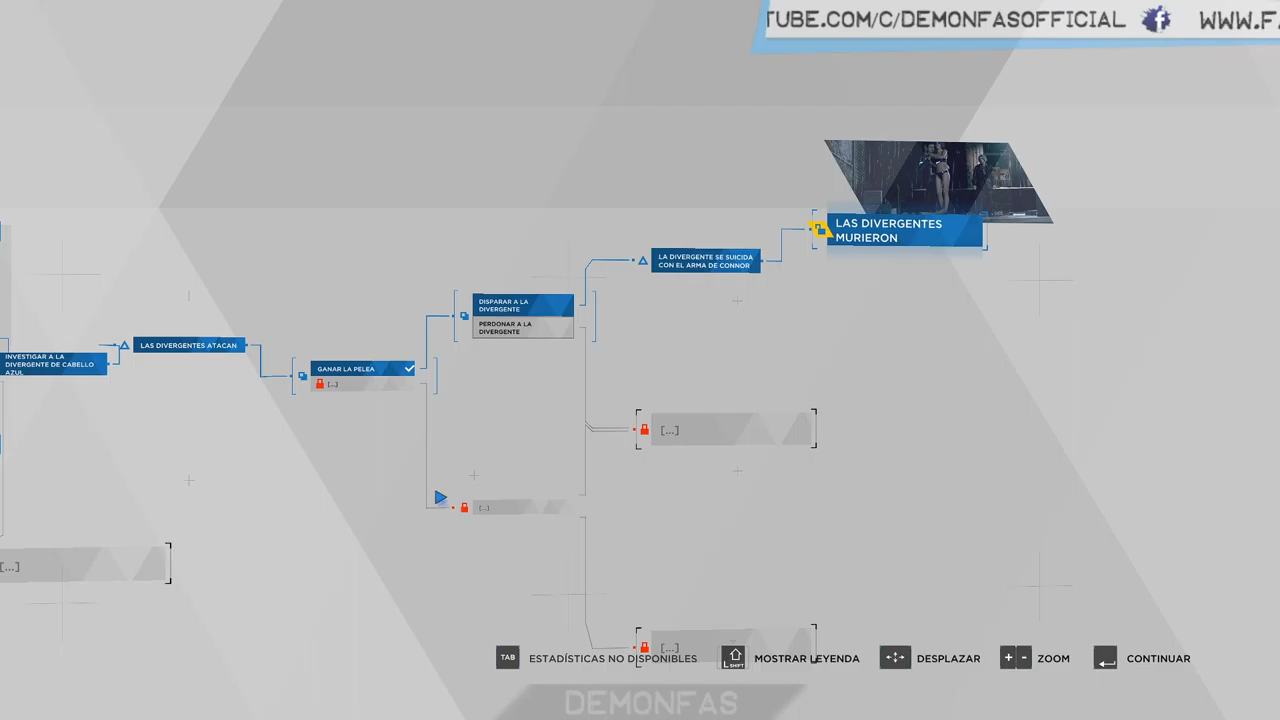 TUBE.COM/C/DEMONFASOFFICIAL
WWW.F
LAS DIVERGENTES
MURIERON
LA DIVERGENTE SE SUICIDA
CON EL ARMA DE CONNOR
DISPARAR A LA
DIVERGENTE
PERDONAR A LA
DIVERGENTE
LAS DIVERGENTES ATACAN
INVESTIGAR A LA
DIVERGENTE DE CABELLO
AZUL
GANAR LA PELEA
[...]
[...]
[...]
[...]
[...]
TAB ESTADÍSTICAS NO DISPONIBLES L SHIFT MOSTRAR LEYENDA DESPLAZAR + - ZOOM CONTINUAR
DEMONFAS